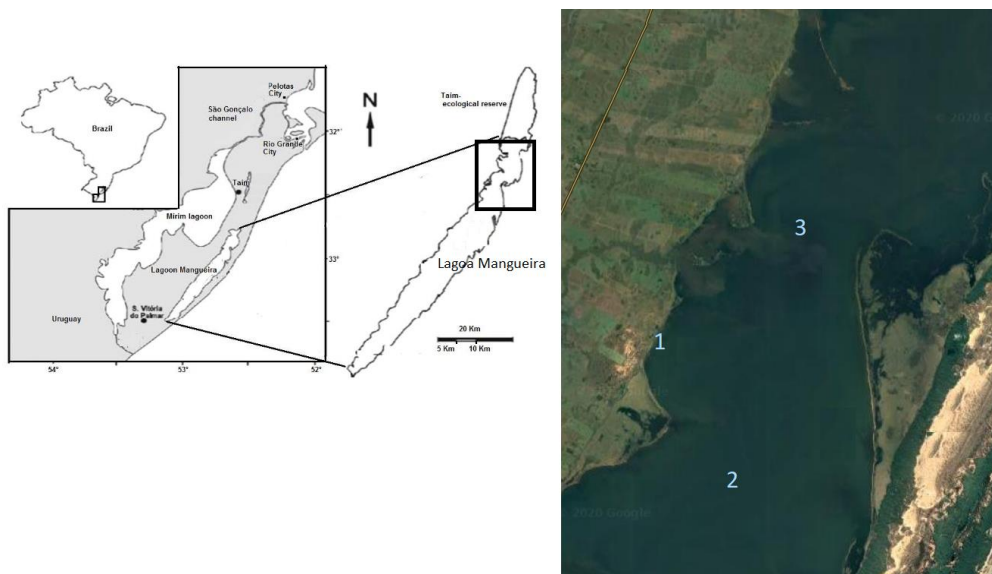 Brazil
Pelotas
City
São Gonçalo
channel
Rio Grande
City
Taim
Mirim lagoon
Lagoon Mangueira
S. Vitória
do Palmar
Uruguay
32°
33°
54°
53°
52°
N
Taim-
ecological reserve
Lagoa Mangueira
20 Km
5 Km 10 Km
3
1
2
© 2020 Google
© 2020